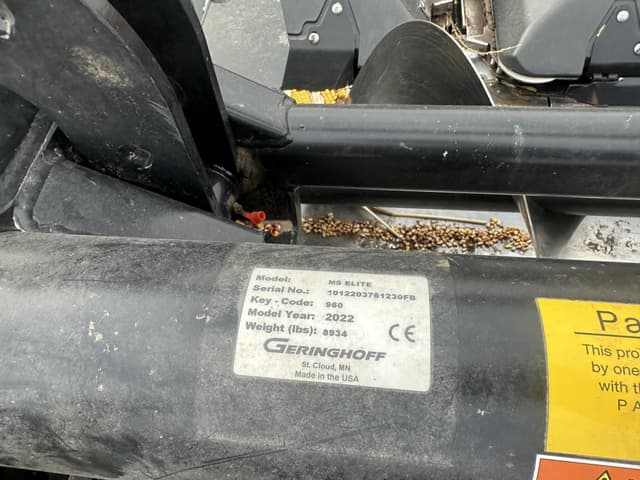 Model: MS ELITE
Serial No.: 1012203761230FB
Key - Code: 960
Model Year: 2022
Weight (lbs): 8934
CE
GERINGHOFF
St. Cloud, MN
Made in the USA
Pa
This pro
by one
with th
P A